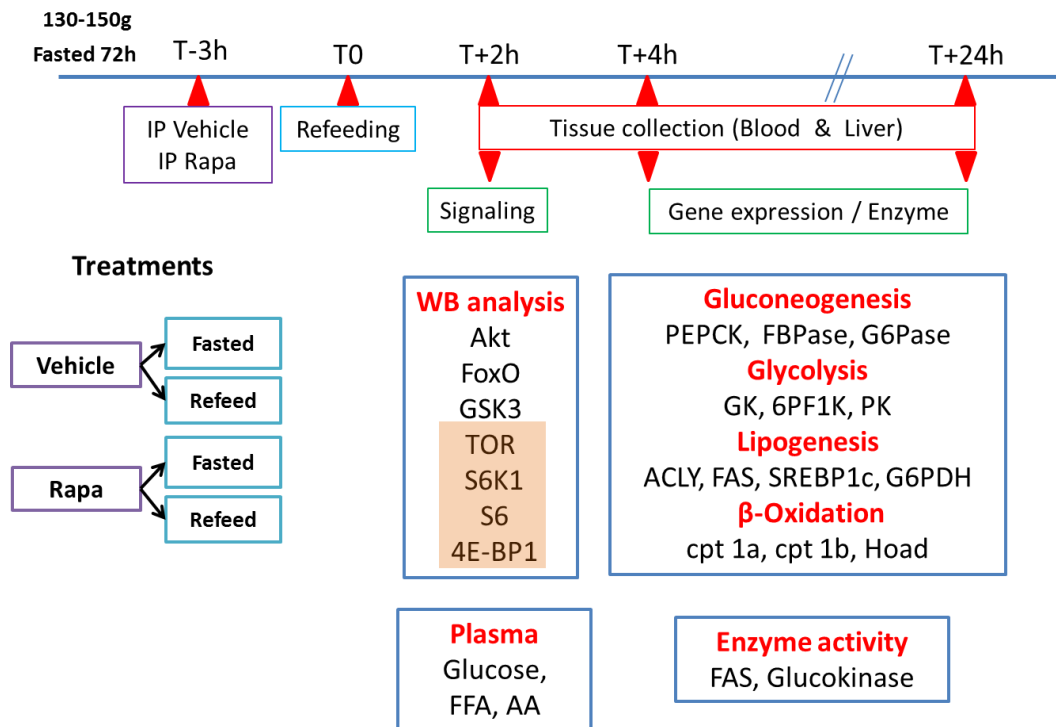 130-150g
Fasted 72h
T-3h
T0
T+2h
T+4h
T+24h
IP Vehicle
IP Rapa
Refeeding
Tissue collection (Blood & Liver)
Signaling
Gene expression / Enzyme
Treatments
Vehicle
Fasted
Refeed
Rapa
Fasted
Refeed
WB analysis
Akt
FoxO
GSK3
TOR
S6K1
S6
4E-BP1
Gluconeogenesis
PEPCK, FBPase, G6Pase
Glycolysis
GK, 6PF1K, PK
Lipogenesis
ACLY, FAS, SREBP1c, G6PDH
β-Oxidation
cpt 1a, cpt 1b, Hoad
Plasma
Glucose,
FFA, AA
Enzyme activity
FAS, Glucokinase